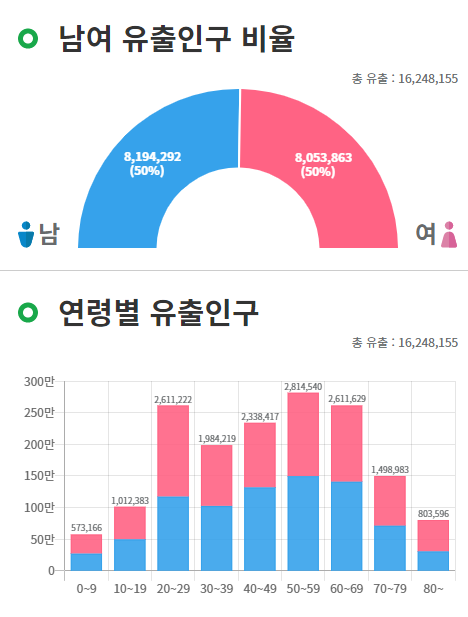 남여 유출인구 비율
총 유출 : 16,248,155
8,194,292
(50%)
8,053,863
(50%)
남
여
연령별 유출인구
총 유출 : 16,248,155
300만
250만
200만
150만
100만
50만
0
573,166
1,012,383
2,611,222
1,984,219
2,338,417
2,814,540
2,611,629
1,498,983
803,596
0~9 10~19 20~29 30~39 40~49 50~59 60~69 70~79 80~